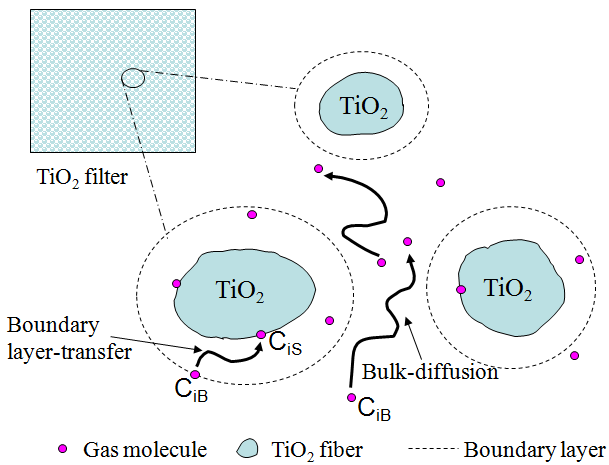 TiO2
TiO2 filter
TiO2
TiO2
Boundary
layer-transfer
CiS
CiB
Bulk-diffusion
CiB
Gas molecule
TiO2 fiber
Boundary layer